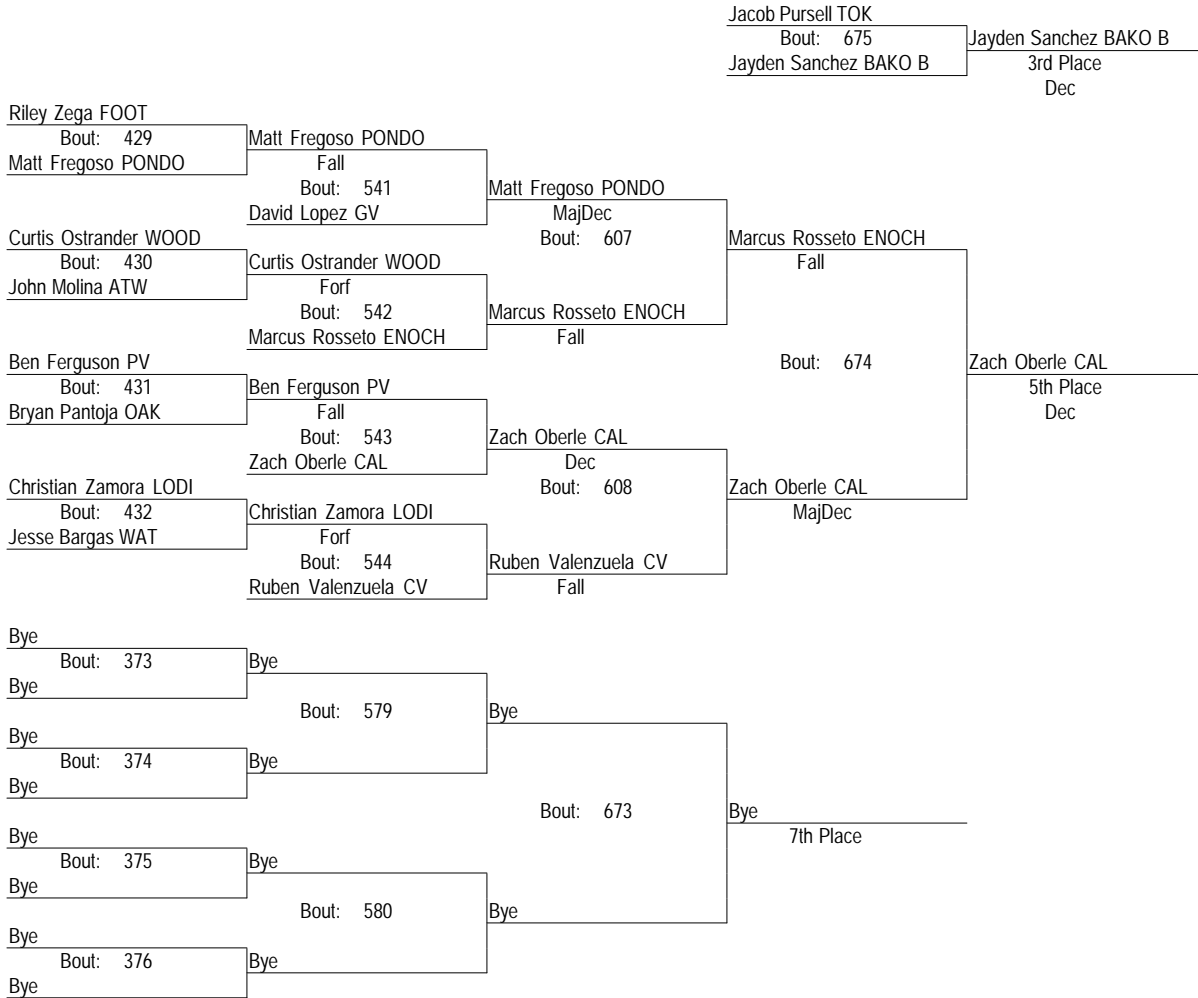 Jacob Pursell TOK
Bout: 675
Jayden Sanchez BAKO B
Jayden Sanchez BAKO B
3rd Place
Dec
Riley Zega FOOT
Bout: 429
Matt Fregoso PONDO
Matt Fregoso PONDO
Fall
Bout: 541
David Lopez GV
Matt Fregoso PONDO
MajDec
Bout: 607
Curtis Ostrander WOOD
Bout: 430
John Molina ATW
Curtis Ostrander WOOD
Forf
Bout: 542
Marcus Rosseto ENOCH
Marcus Rosseto ENOCH
Fall
Marcus Rosseto ENOCH
Fall
Ben Ferguson PV
Bout: 431
Bryan Pantoja OAK
Ben Ferguson PV
Fall
Bout: 543
Zach Oberle CAL
Zach Oberle CAL
Dec
Bout: 608
Christian Zamora LODI
Bout: 432
Jesse Bargas WAT
Christian Zamora LODI
Forf
Bout: 544
Ruben Valenzuela CV
Ruben Valenzuela CV
Fall
Zach Oberle CAL
MajDec
Bout: 674
Zach Oberle CAL
5th Place
Dec
Bye
Bout: 373
Bye
Bye
Bout: 579
Bye
Bye
Bout: 374
Bye
Bye
Bout: 673
Bye
7th Place
Bye
Bout: 375
Bye
Bye
Bout: 580
Bye
Bye
Bout: 376
Bye
Bye